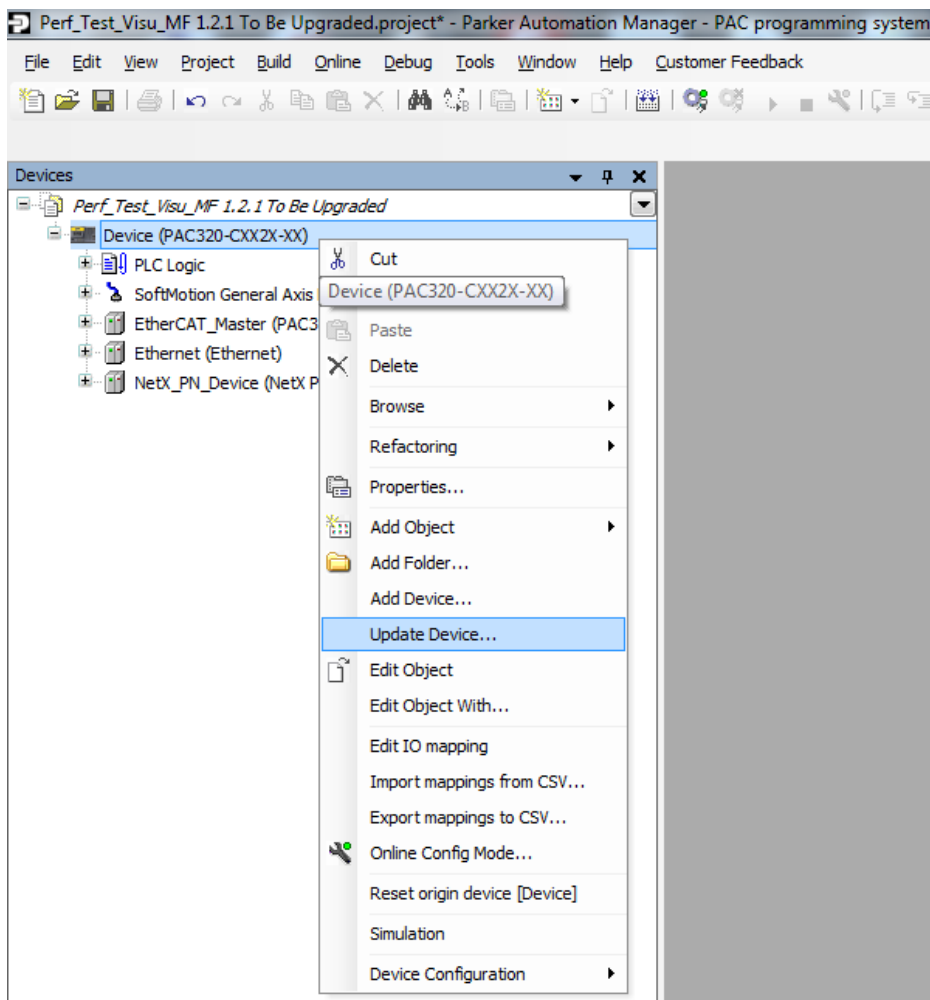 Perf_Test_Visu_MF 1.2.1 To Be Upgraded.project* - Parker Automation Manager - PAC programming system
File Edit View Project Build Online Debug Tools Window Help Customer Feedback
Devices
Perf_Test_Visu_MF 1.2.1 To Be Upgraded
Device (PAC320-CXX2X-XX)
PLC Logic
SoftMotion General Axis
EtherCAT_Master (PAC3
Ethernet (Ethernet)
NetX_PN_Device (NetX P
Cut
Device (PAC320-CXX2X-XX)
Paste
Delete
Browse
Refactoring
Properties...
Add Object
Add Folder...
Add Device...
Update Device...
Edit Object
Edit Object With...
Edit IO mapping
Import mappings from CSV...
Export mappings to CSV...
Online Config Mode...
Reset origin device [Device]
Simulation
Device Configuration